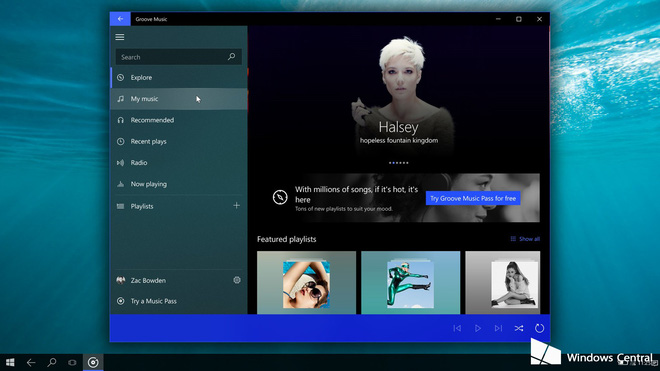 Groove Music
Search
Explore
My music
Recommended
Recent plays
Radio
Now playing
Playlists
Zac Bowden
Try a Music Pass
Halsey
hopeless fountain kingdom
With millions of songs, if it's hot, it's
here
Tons of new playlists to suit your mood.
Try Groove Music Pass for free
Featured playlists
Show all
Windows Central